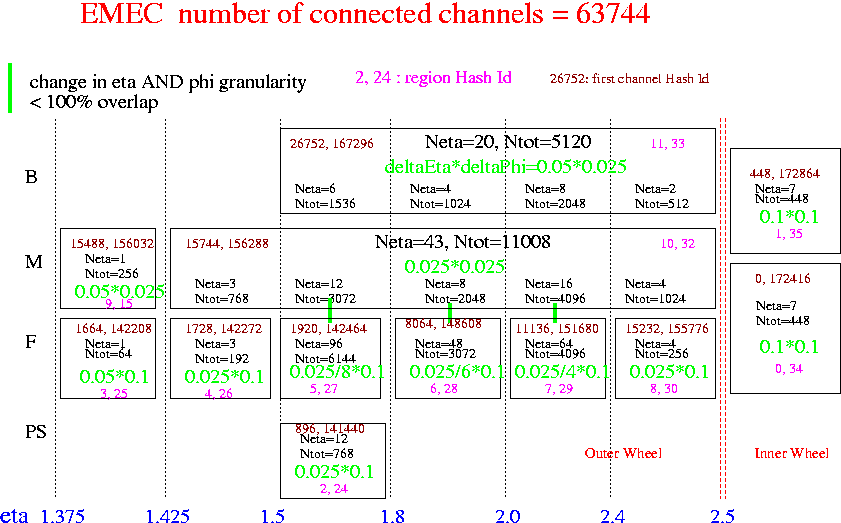 EMEC number of connected channels = 63744
change in eta AND phi granularity
< 100% overlap
2, 24 : region Hash Id
26752: first channel Hash Id
B
26752, 167296
Neta=20, Ntot=5120
11, 33
deltaEta*deltaPhi=0.05*0.025
Neta=6
Ntot=1536
Neta=4
Ntot=1024
Neta=8
Ntot=2048
Neta=2
Ntot=512
448, 172864
Neta=7
Ntot=448
0.1*0.1
1, 35
M
15488, 156032
Neta=1
Ntot=256
0.05*0.025
9, 15
15744, 156288
Neta=43, Ntot=11008
10, 32
0.025*0.025
Neta=3
Ntot=768
Neta=12
Ntot=3072
Neta=8
Ntot=2048
Neta=16
Ntot=4096
Neta=4
Ntot=1024
0, 172416
Neta=7
Ntot=448
0.1*0.1
0, 34
F
1664, 142208
Neta=1
Ntot=64
0.05*0.1
3, 25
1728, 142272
Neta=3
Ntot=192
0.025*0.1
4, 26
1920, 142464
Neta=96
Ntot=6144
0.025/8*0.1
5, 27
8064, 148608
Neta=48
Ntot=3072
0.025/6*0.1
6, 28
11136, 151680
Neta=64
Ntot=4096
0.025/4*0.1
7, 29
15232, 155776
Neta=4
Ntot=256
0.025*0.1
8, 30
PS
896, 141440
Neta=12
Ntot=768
0.025*0.1
2, 24
Outer Wheel
Inner Wheel
eta 1.375 1.425 1.5 1.8 2.0 2.4 2.5